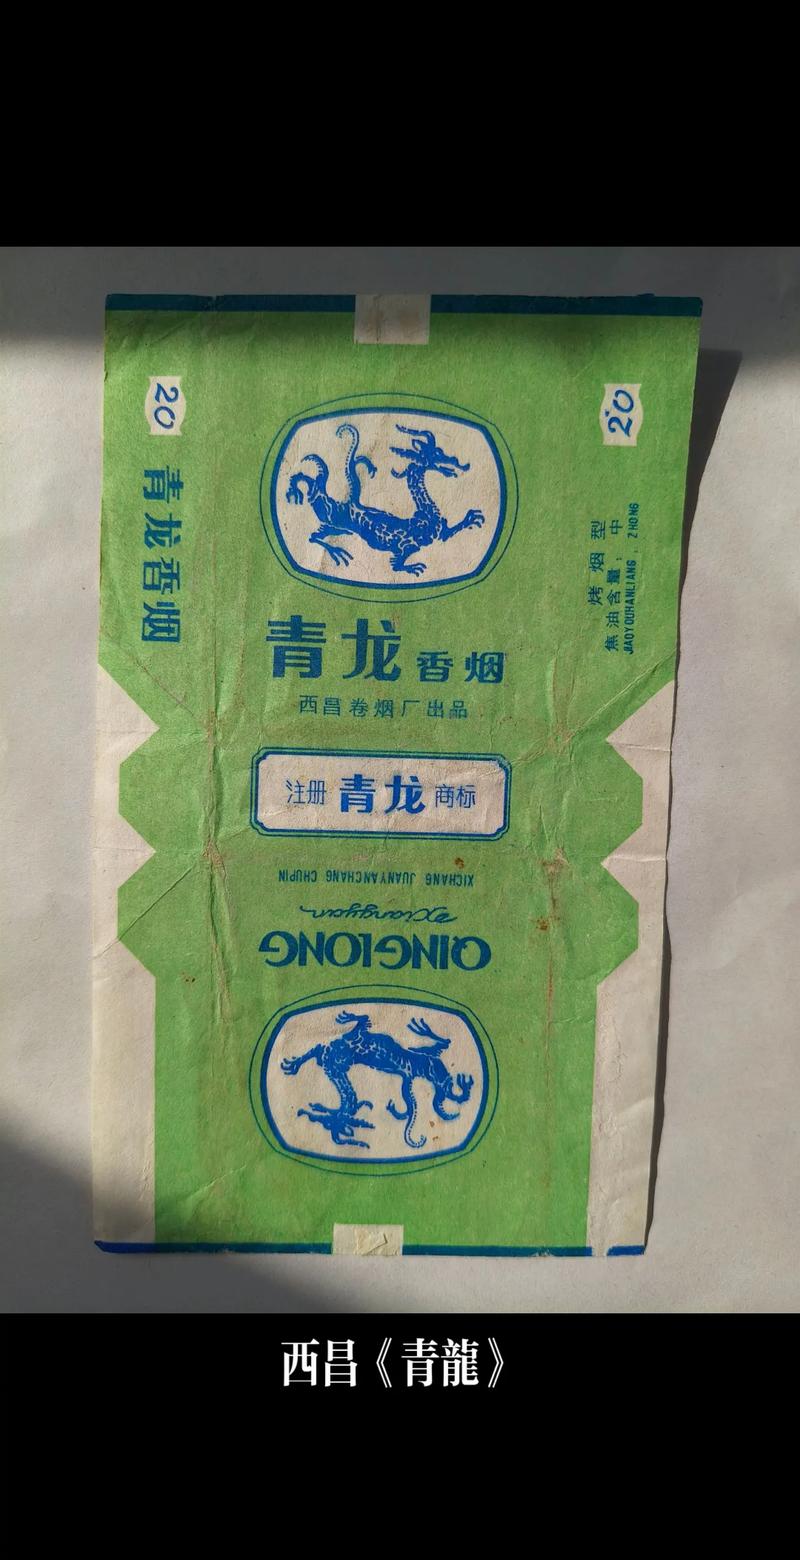 20
青龙香烟
20
烤烟型
焦油含量：中
JIAOYOUHANLIANG：ZHONG
青龙香烟
西昌卷烟厂出品
注册 青龙 商标
XICHANG JUANYANCHANG CHUPIN
Xiangyan
QINGLONG
西昌《青龍》